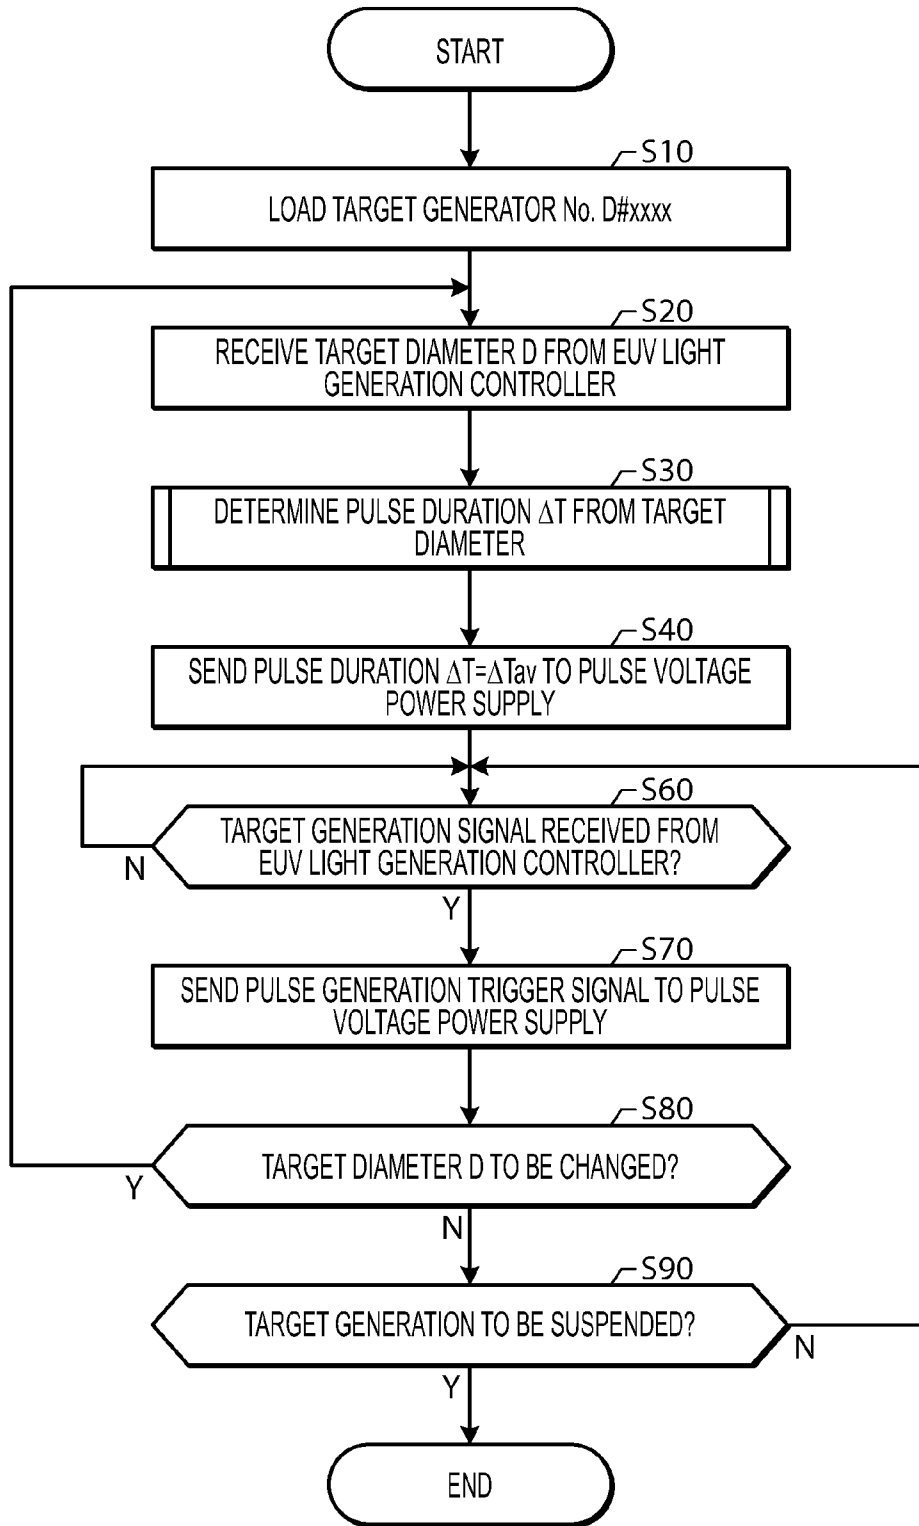 START
S10
LOAD TARGET GENERATOR No. D#xxxx
S20
RECEIVE TARGET DIAMETER D FROM EUV LIGHT
GENERATION CONTROLLER
S30
DETERMINE PULSE DURATION ΔT FROM TARGET
DIAMETER
S40
SEND PULSE DURATION ΔT=ΔTav TO PULSE VOLTAGE
POWER SUPPLY
S60
TARGET GENERATION SIGNAL RECEIVED FROM
EUV LIGHT GENERATION CONTROLLER?
N
Y
S70
SEND PULSE GENERATION TRIGGER SIGNAL TO PULSE
VOLTAGE POWER SUPPLY
S80
TARGET DIAMETER D TO BE CHANGED?
Y
N
S90
TARGET GENERATION TO BE SUSPENDED?
N
Y
END